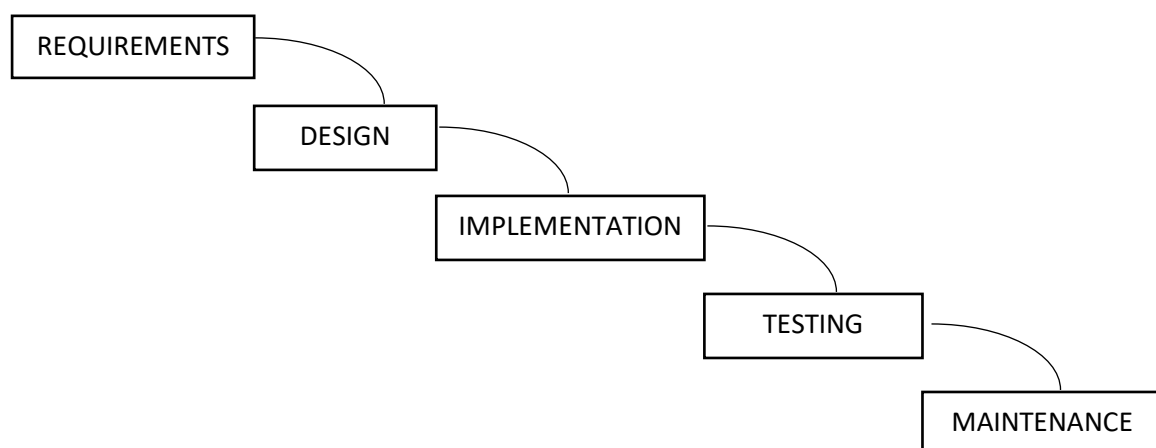 REQUIREMENTS
DESIGN
IMPLEMENTATION
TESTING
MAINTENANCE